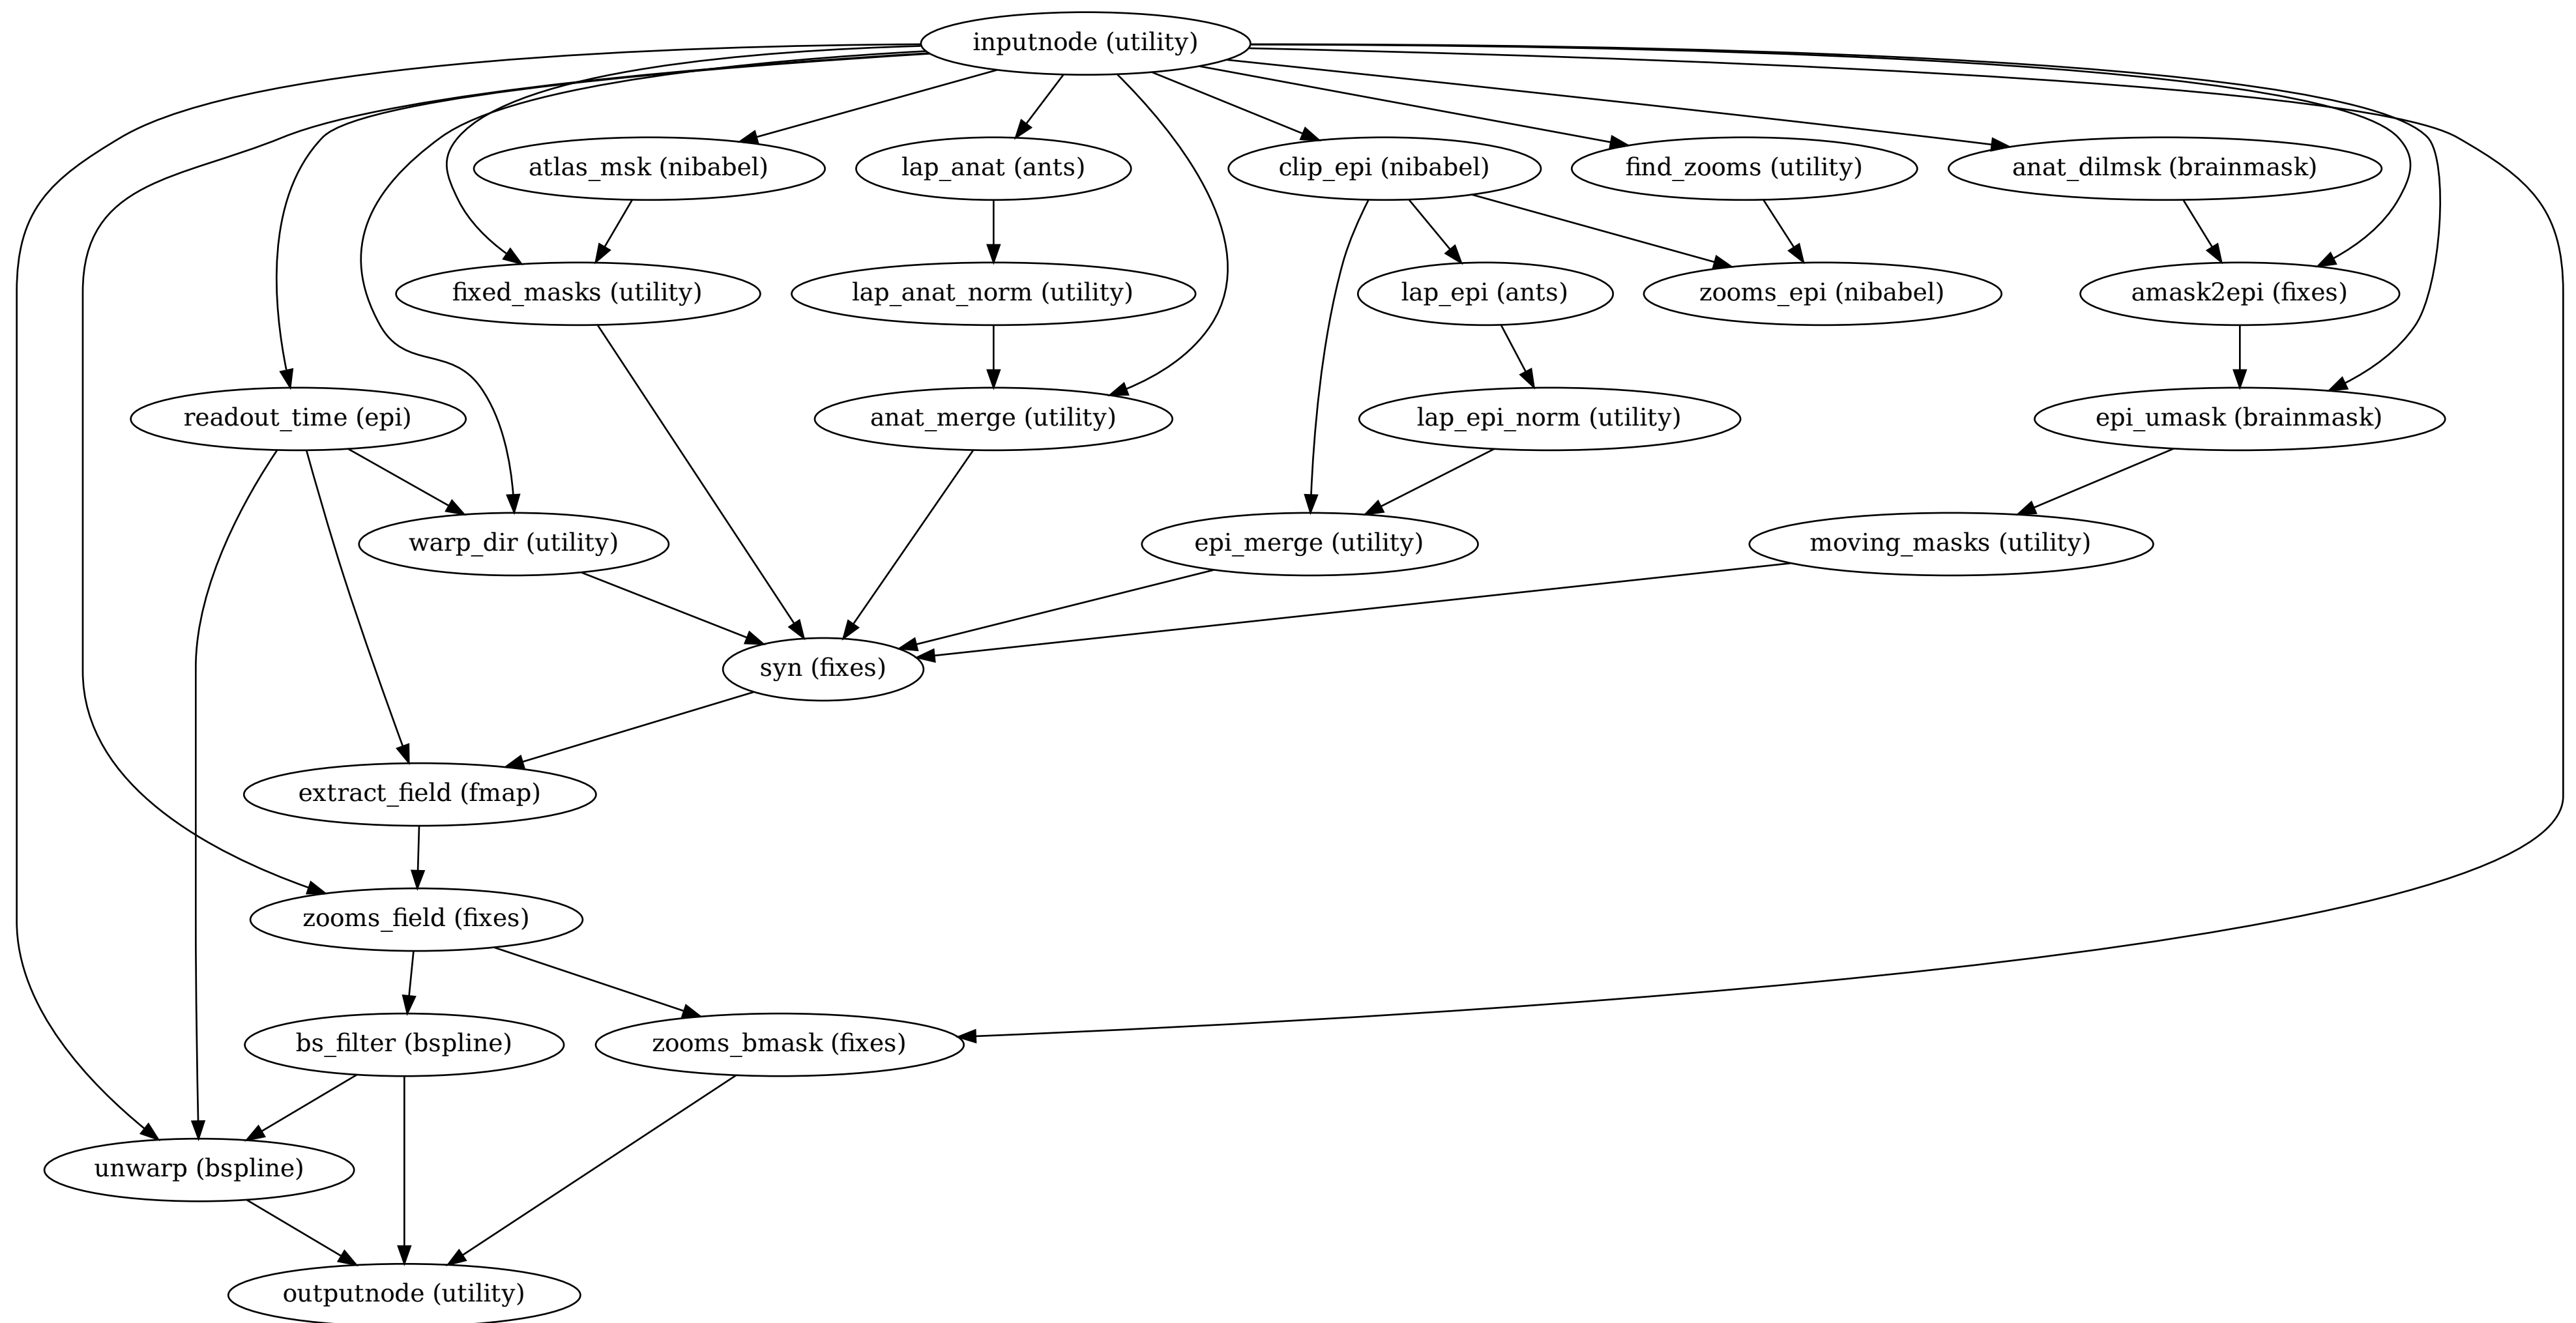 inputnode (utility)
atlas_msk (nibabel)
lap_anat (ants)
clip_epi (nibabel)
find_zooms (utility)
anat_dilmsk (brainmask)
fixed_masks (utility)
lap_anat_norm (utility)
lap_epi (ants)
zooms_epi (nibabel)
amask2epi (fixes)
readout_time (epi)
anat_merge (utility)
lap_epi_norm (utility)
epi_umask (brainmask)
warp_dir (utility)
epi_merge (utility)
moving_masks (utility)
syn (fixes)
extract_field (fmap)
zooms_field (fixes)
bs_filter (bspline)
zooms_bmask (fixes)
unwarp (bspline)
outputnode (utility)